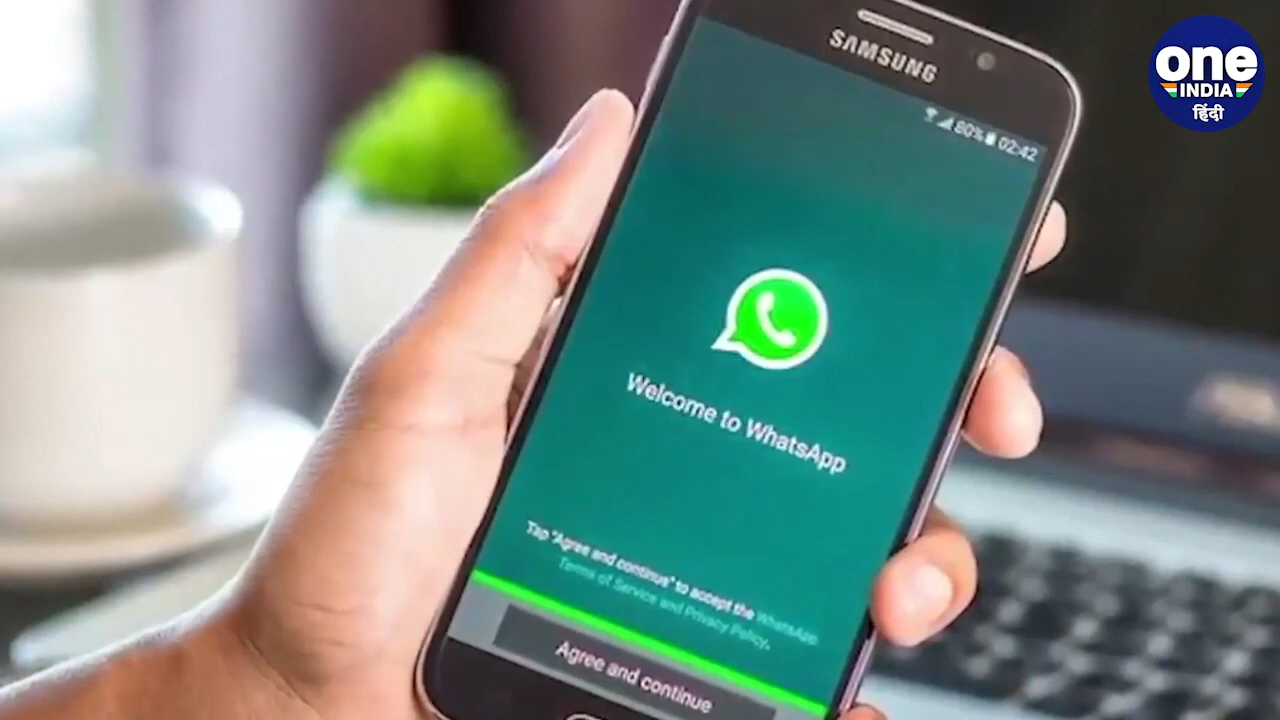 SAMSUNG
80% 02:42
Welcome to WhatsApp
Tap "Agree and continue" to accept the WhatsApp
Terms of Service and Privacy Policy.
Agree and continue
one
INDIA
हिंदी